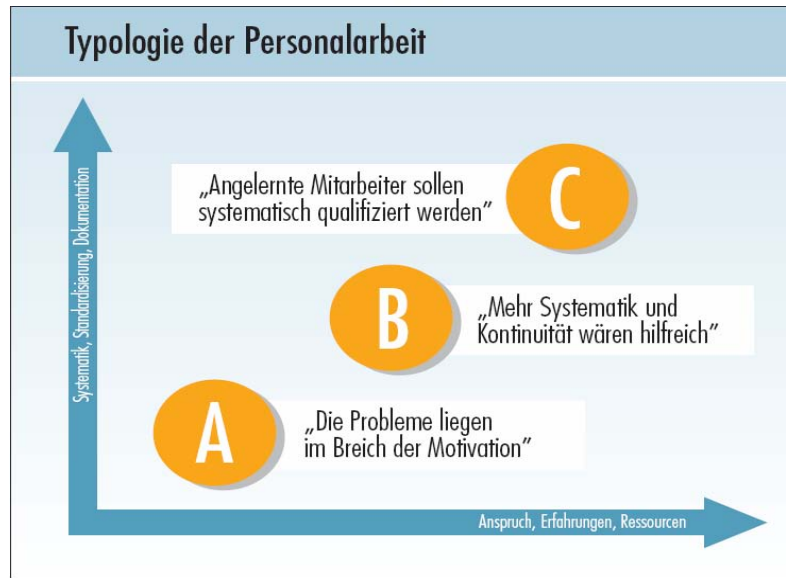 Typologie der Personalarbeit
Systematik, Standardisierung, Dokumentation
„Angelernte Mitarbeiter sollen
systematisch qualifiziert werden”
C
B
„Mehr Systematik und
Kontinuität wären hilfreich”
A
„Die Probleme liegen
im Breich der Motivation”
Anspruch, Erfahrungen, Ressourcen